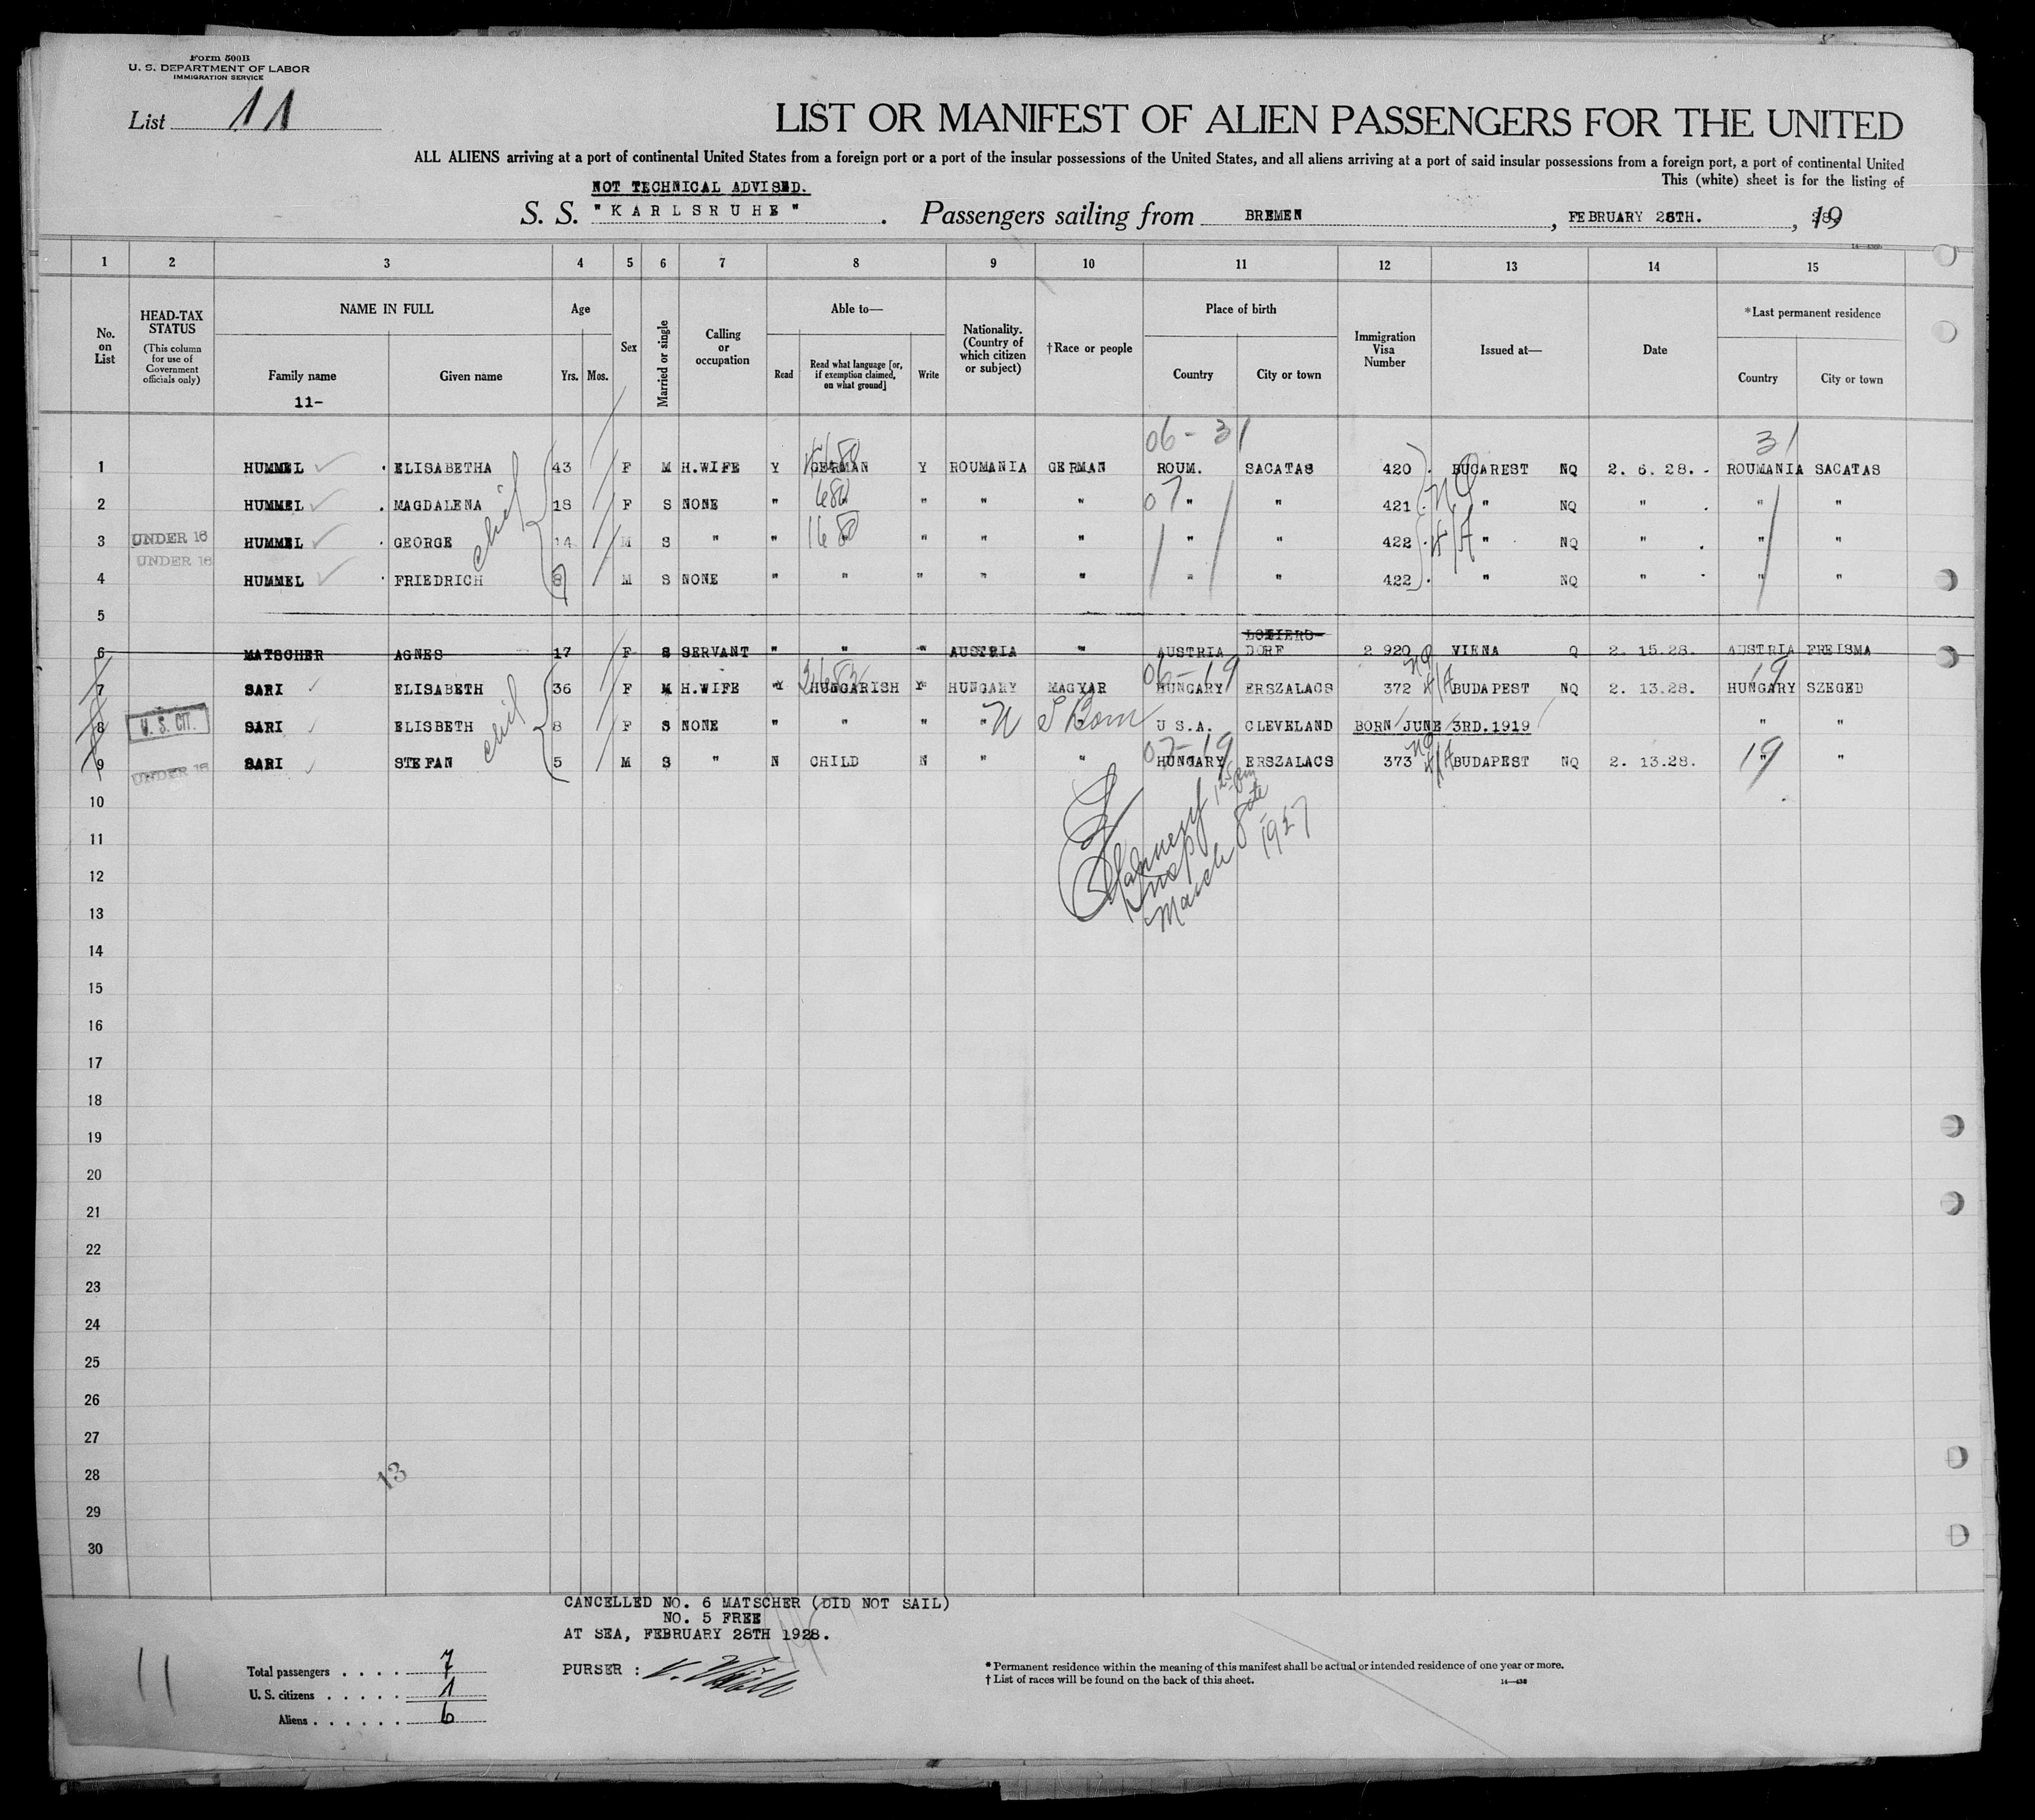 Form 500B
U. S. DEPARTMENT OF LABOR
IMMIGRATION SERVICE
List 11
LIST OR MANIFEST OF ALIEN PASSENGERS FOR THE UNITED
ALL ALIENS arriving at a port of continental United States from a foreign port or a port of the insular possessions of the United States, and all aliens arriving at a port of said insular possessions from a foreign port, a port of continental United
This (white) sheet is for the listing of
NOT TECHNICAL ADVISED.
S. S. "KARLSRUHE". Passengers sailing from BREMEN, FEBRUARY 28TH., 19
1 2 3 4 5 6 7 8 9 10 11 12 13 14 15
No. on List
HEAD-TAX STATUS
(This column for use of Government officials only)
NAME IN FULL
Family name
Given name
11-
Age
Yrs. Mos.
Sex
Married or single
Calling or occupation
Able to—
Read
Read what language [or, if exemption claimed, on what ground]
Write
Nationality. (Country of which citizen or subject)
†Race or people
Place of birth
Country
City or town
Immigration Visa Number
Issued at—
Date
*Last permanent residence
Country
City or town
06-31 31
1 HUMMEL ELISABETHA 43 F M H.WIFE Y GERMAN Y ROUMANIA GERMAN ROUM. SACATAS 420 BUCAREST NQ 2. 6. 28. ROUMANIA SACATAS
2 HUMMEL MAGDALENA 18 F S NONE " " " " " " " 421 " NQ " " "
3 UNDER 16 HUMMEL GEORGE 14 M S " " " " " " " " 422 " NQ " " "
UNDER 16
4 HUMMEL FRIEDRICH 8 M S NONE " " " " " " " 422 " NQ " " "
5
6 MATSCHER AGNES 17 F S SERVANT " " " AUSTRIA " AUSTRIA DORF 2 920 VIENA Q 2. 15.28. AUSTRIA FREISMA
06-19 19
7 SARI ELISABETH 36 F M H.WIFE Y HUNGARISH Y HUNGARY MAGYAR HUNGARY ERSZALACS 372 BUDAPEST NQ 2. 13.28. HUNGARY SZEGED
8 U. S. CIT. SARI ELISBETH 8 F S NONE " " " " U S Born U S.A. CLEVELAND BORN JUNE 3RD.1919 " "
07-19 19
9 UNDER 16 SARI STEFAN 5 M S " N CHILD N " " HUNGARY ERSZALACS 373 BUDAPEST NQ 2. 13.28. " "
10
11
Insp
March 8th 1927
12
13
14
15
16
17
18
19
20
21
22
23
24
25
26
27
28
13
29
30
CANCELLED NO. 6 MATSCHER (DID NOT SAIL)
NO. 5 FREE
AT SEA, FEBRUARY 28TH 1928.
PURSER :
11
Total passengers . . . . 7
U. S. citizens . . . . . 1
Aliens . . . . . . 6
* Permanent residence within the meaning of this manifest shall be actual or intended residence of one year or more.
† List of races will be found on the back of this sheet.